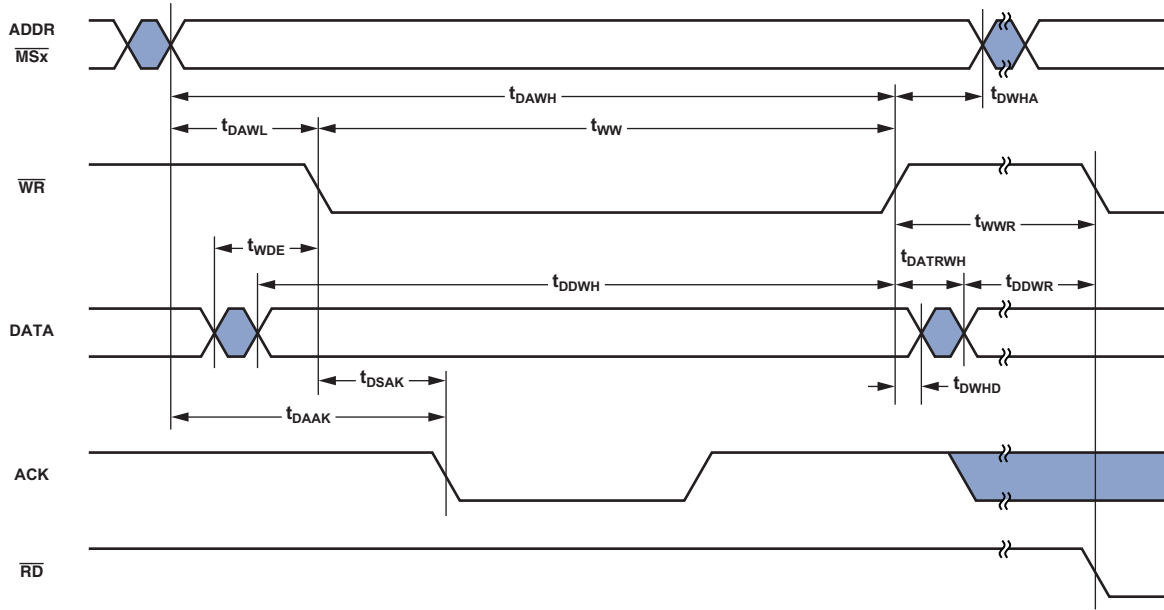 ADDR
MSx
tDAWH
tDWHA
tDAWL
tWW
WR
tWWR
tWDE
tDATRWH
tDDWH
tDDWR
DATA
tDSAK
tDWHD
tDAAK
ACK
RD